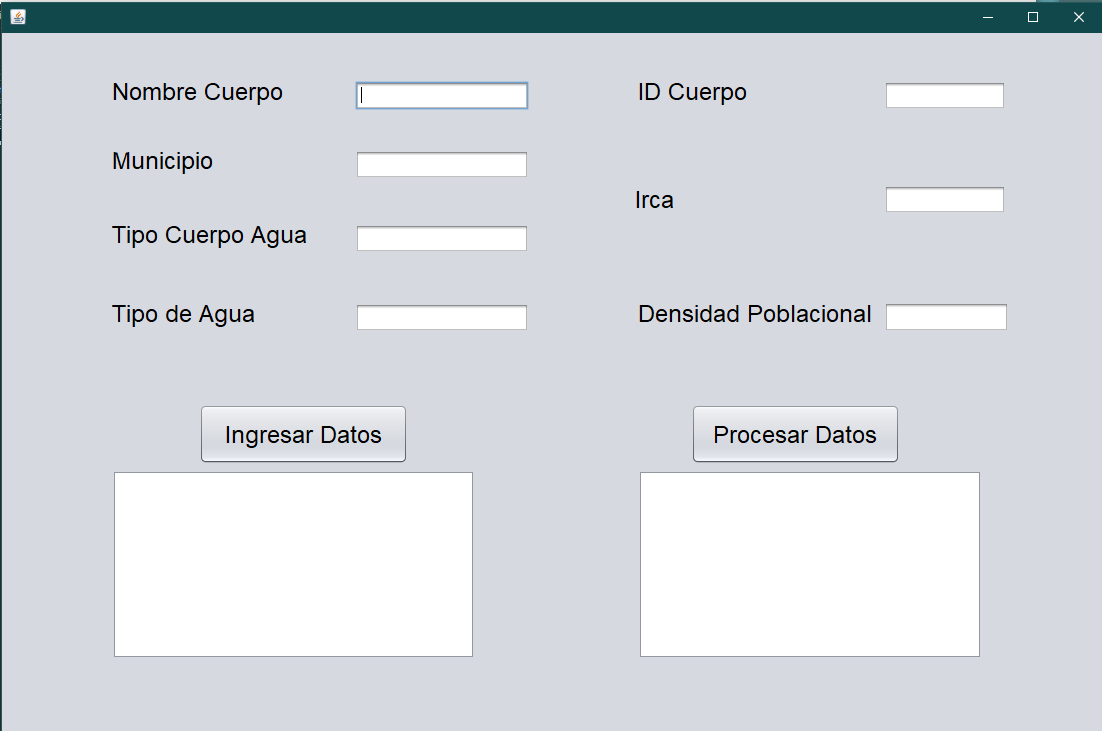 Nombre Cuerpo
ID Cuerpo
Municipio
Irca
Tipo Cuerpo Agua
Tipo de Agua
Densidad Poblacional
Ingresar Datos
Procesar Datos